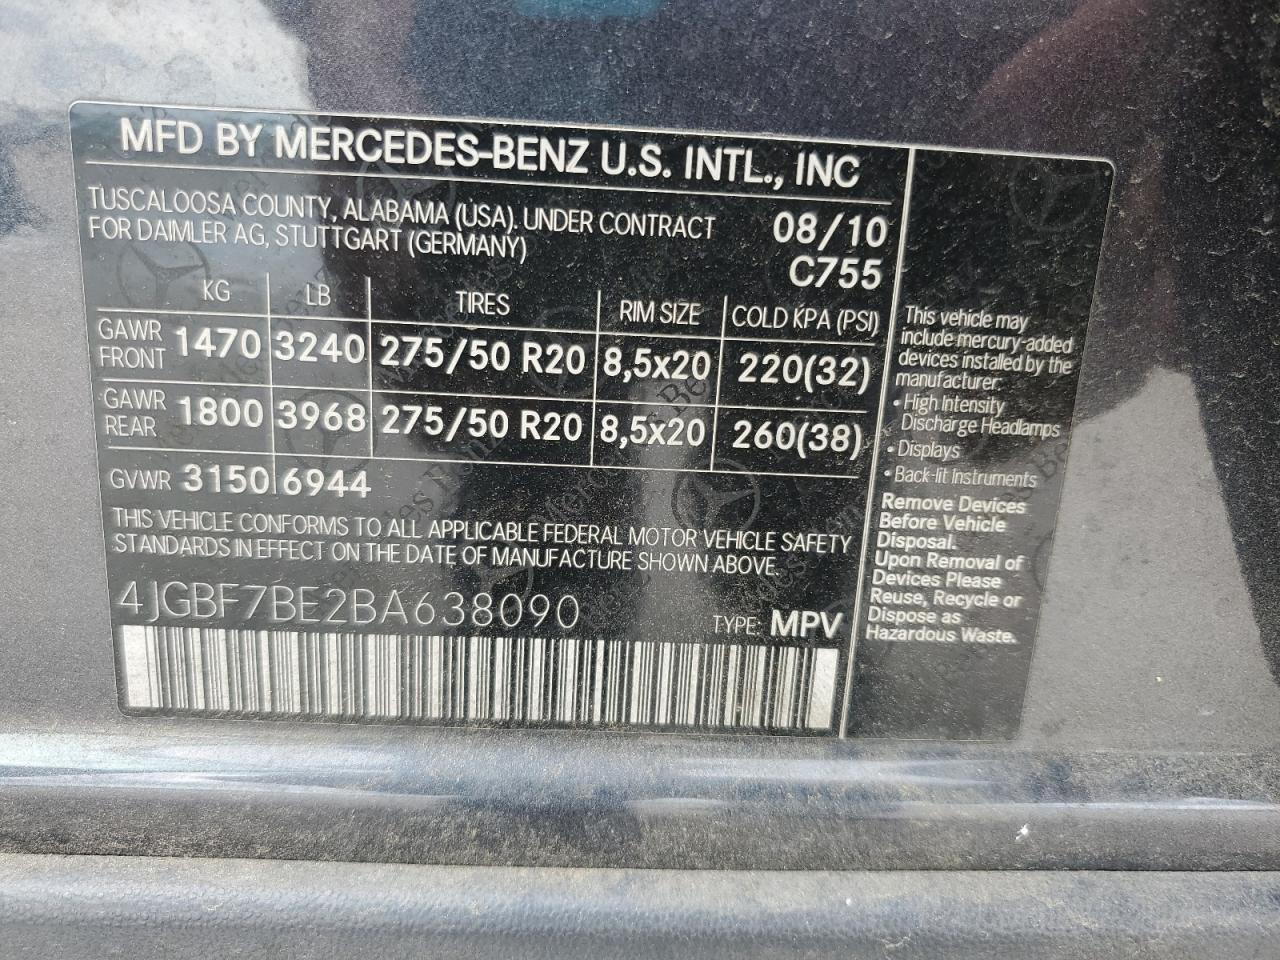 MFD BY MERCEDES-BENZ U.S. INTL., INC
TUSCALOOSA COUNTY, ALABAMA (USA). UNDER CONTRACT
FOR DAIMLER AG, STUTTGART (GERMANY)
08/10
C755
KG LB TIRES RIM SIZE COLD KPA (PSI)
GAWR FRONT 1470 3240 275/50 R20 8,5x20 220(32)
GAWR REAR 1800 3968 275/50 R20 8,5x20 260(38)
GVWR 3150 6944
THIS VEHICLE CONFORMS TO ALL APPLICABLE FEDERAL MOTOR VEHICLE SAFETY
STANDARDS IN EFFECT ON THE DATE OF MANUFACTURE SHOWN ABOVE.
4JGBF7BE2BA638090
TYPE: MPV
This vehicle may
include mercury-added
devices installed by the
manufacturer:
• High Intensity
Discharge Headlamps
• Displays
• Back-lit Instruments
Remove Devices
Before Vehicle
Disposal.
Upon Removal of
Devices Please
Reuse, Recycle or
Dispose as
Hazardous Waste.